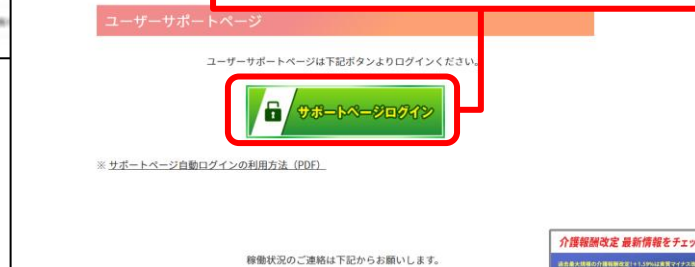 ユーザーサポートページ
ユーザーサポートページは下記ボタンよりログインください。
サポートページログイン
※ サポートページ自動ログインの利用方法（PDF）
介護報酬改定 最新情報をチェッ
稼働状況のご連絡は下記からお願いします。